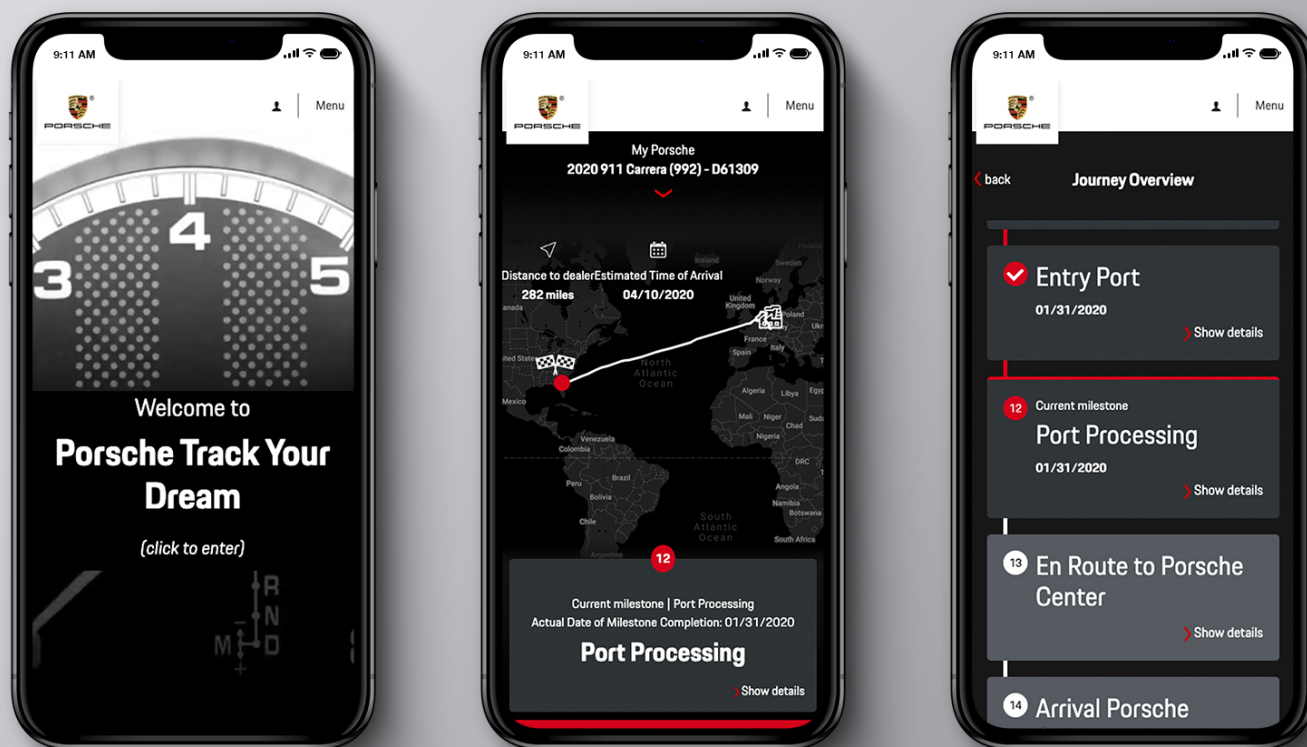 9:11 AM
PORSCHE
Menu
3
4
5
Welcome to
Porsche Track Your
Dream
(click to enter)
R
N
M
D
-
+
9:11 AM
PORSCHE
Menu
My Porsche
2020 911 Carrera (992) - D61309
Distance to dealer
Estimated Time of Arrival
282 miles
04/10/2020
Iceland
Sweden
Norway
United
Kingdom
Poland
France
Italy
Spain
North
Atlantic
Ocean
Mexico
Algeria
Libya
Mali
Niger
Chad
Nigeria
Venezuela
Colombia
DRC
Peru
Brazil
Angola
Bolivia
Namibia
Botswana
Chile
South
Atlantic
Ocean
South Africa
Argentina
12
Current milestone | Port Processing
Actual Date of Milestone Completion: 01/31/2020
Port Processing
Show details
9:11 AM
PORSCHE
Menu
back
Journey Overview
Entry Port
01/31/2020
Show details
12
Current milestone
Port Processing
01/31/2020
Show details
13
En Route to Porsche
Center
Show details
14
Arrival Porsche